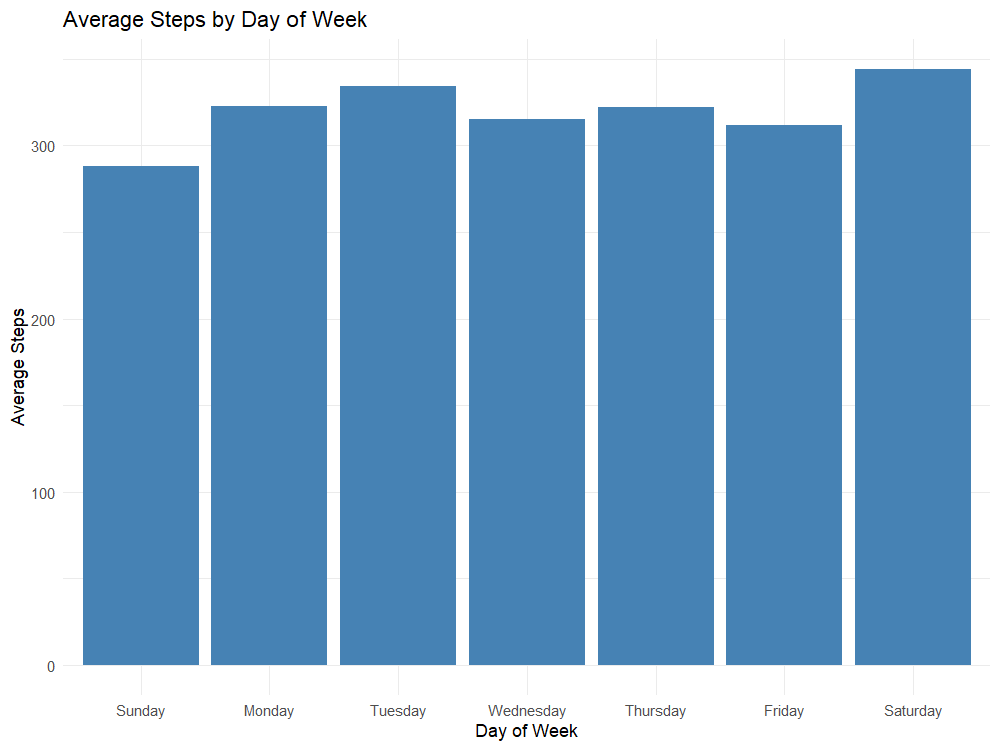 Average Steps by Day of Week
Average Steps
300
200
100
0
Sunday Monday Tuesday Wednesday Thursday Friday Saturday
Day of Week